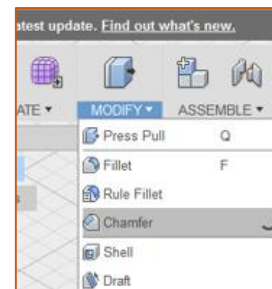 atest update. Find out what's new.
ATE ▾ MODIFY ▾ ASSEMBLE ▾
Press Pull Q
Fillet F
s Rule Fillet
Chamfer
Shell
Draft